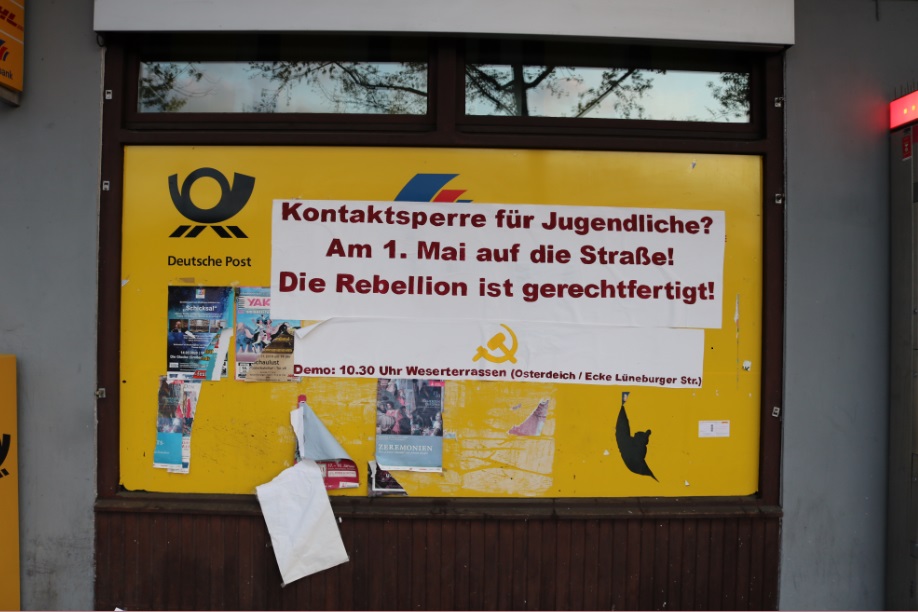 Deutsche Post
Kontaktsperre für Jugendliche?
Am 1. Mai auf die Straße!
Die Rebellion ist gerechtfertigt!
Demo: 10.30 Uhr Weserterrassen (Osterdeich / Ecke Lüneburger Str.)
"Schicksal"
YAK